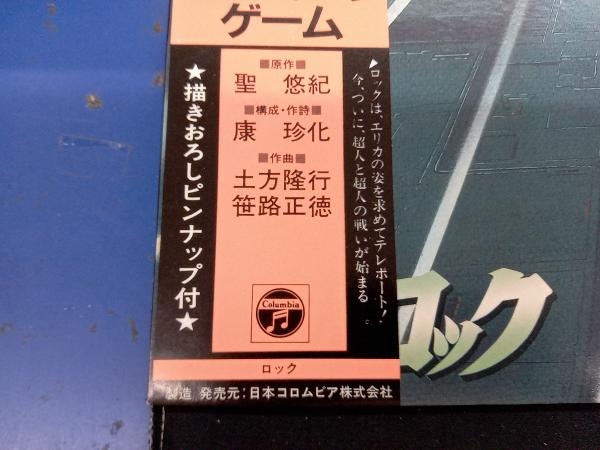 ゲーム
■原作■
聖 悠紀
■構成・作詩■
康 珍化
■作曲■
土方隆行
笹路正徳
Columbia
ロック
製造 発売元：日本コロムビア株式会社
ロックは、エリカの姿を求めてテレポート！
今、ついに、超人と超人の戦いが始まる
★描きおろしピンナップ付★
ロック